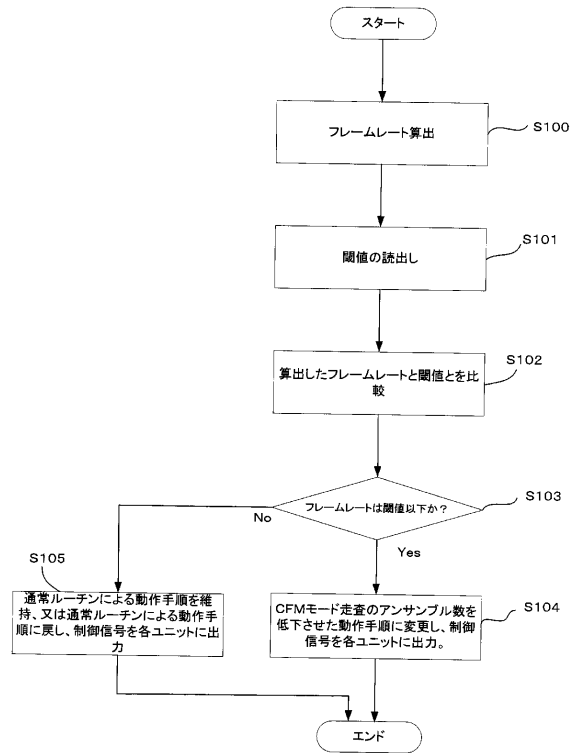 スタート
フレームレート算出
S100
閾値の読出し
S101
算出したフレームレートと閾値とを比
較
S102
フレームレートは閾値以下か？
S103
No
Yes
S105
通常ルーチンによる動作手順を維
持、又は通常ルーチンによる動作手
順に戻し、制御信号を各ユニットに出
力
CFMモード走査のアンサンブル数を
低下させた動作手順に変更し、制御
信号を各ユニットに出力。
S104
エンド